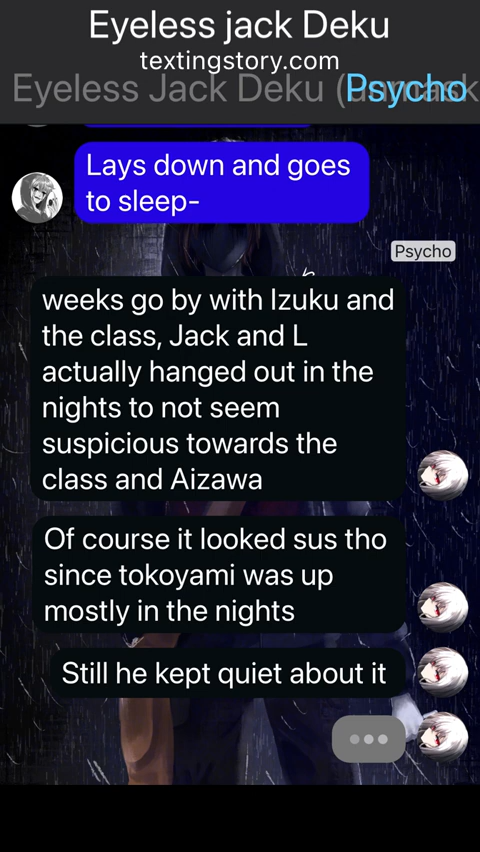 Eyeless jack Deku
textingstory.com
Eyeless Jack Deku (unmask
Psycho
Lays down and goes
to sleep-
Psycho
weeks go by with Izuku and
the class, Jack and L
actually hanged out in the
nights to not seem
suspicious towards the
class and Aizawa
Of course it looked sus tho
since tokoyami was up
mostly in the nights
Still he kept quiet about it